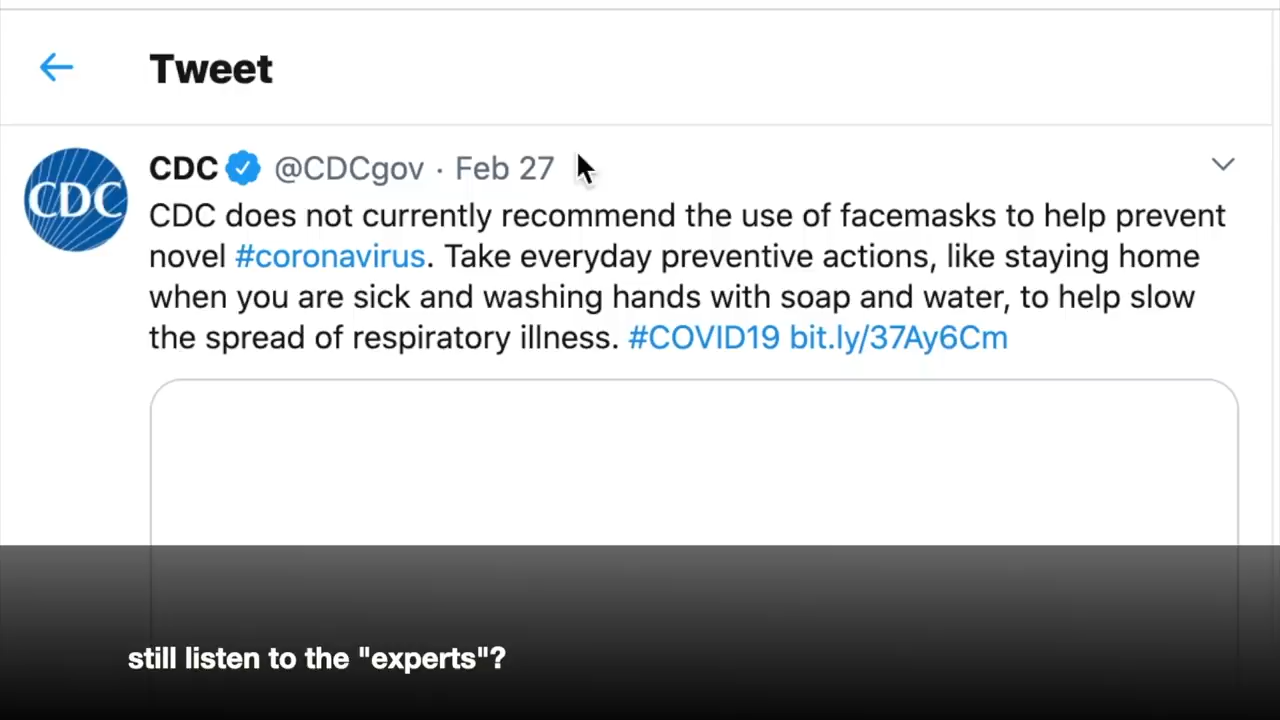 Tweet
CDC @CDCgov · Feb 27
CDC
CDC does not currently recommend the use of facemasks to help prevent
novel #coronavirus. Take everyday preventive actions, like staying home
when you are sick and washing hands with soap and water, to help slow
the spread of respiratory illness. #COVID19 bit.ly/37Ay6Cm
still listen to the "experts"?